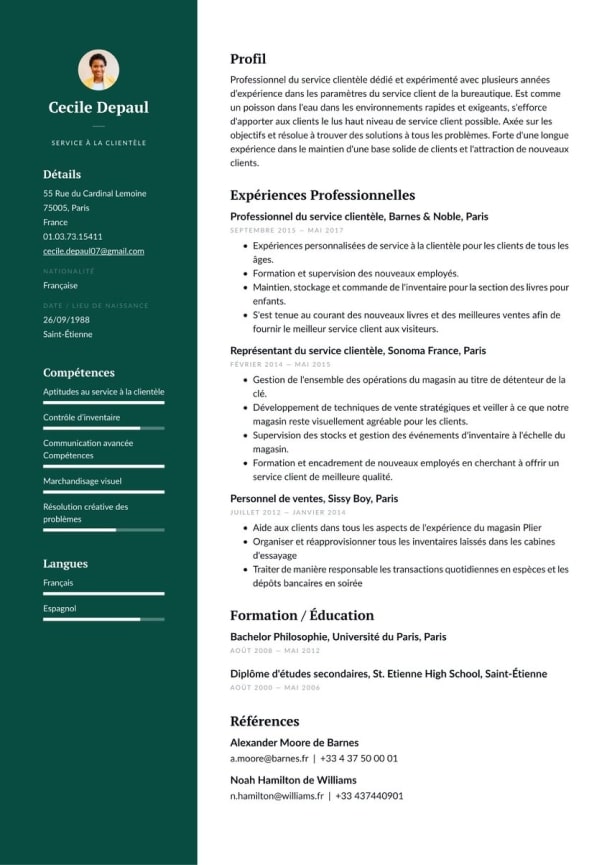 Cecile Depaul
SERVICE À LA CLIENTÈLE
Détails
55 Rue du Cardinal Lemoine
75005, Paris
France
01.03.73.15411
cecile.depaul07@gmail.com
NATIONALITÉ
Française
DATE / LIEU DE NAISSANCE
26/09/1988
Saint-Étienne
Compétences
Aptitudes au service à la clientèle
Contrôle d'inventaire
Communication avancée
Compétences
Marchandisage visuel
Résolution créative des
problèmes
Langues
Français
Espagnol
Profil
Professionnel du service clientèle dédié et expérimenté avec plusieurs années
d'expérience dans les paramètres du service client de la bureautique. Est comme
un poisson dans l'eau dans les environnements rapides et exigeants, s'efforce
d'apporter aux clients le lus haut niveau de service client possible. Axée sur les
objectifs et résolue à trouver des solutions à tous les problèmes. Forte d'une longue
expérience dans le maintien d'une base solide de clients et l'attraction de nouveaux
clients.
Expériences Professionnelles
Professionnel du service clientèle, Barnes & Noble, Paris
SEPTEMBRE 2015 — MAI 2017
• Expériences personnalisées de service à la clientèle pour les clients de tous les
âges.
• Formation et supervision des nouveaux employés.
• Maintien, stockage et commande de l'inventaire pour la section des livres pour
enfants.
• S'est tenue au courant des nouveaux livres et des meilleures ventes afin de
fournir le meilleur service client aux visiteurs.
Représentant du service clientèle, Sonoma France, Paris
FÉVRIER 2014 — MAI 2015
• Gestion de l'ensemble des opérations du magasin au titre de détenteur de la
clé.
• Développement de techniques de vente stratégiques et veiller à ce que notre
magasin reste visuellement agréable pour les clients.
• Supervision des stocks et gestion des événements d'inventaire à l'échelle du
magasin.
• Formation et encadrement de nouveaux employés en cherchant à offrir un
service client de meilleure qualité.
Personnel de ventes, Sissy Boy, Paris
JUILLET 2012 — JANVIER 2014
• Aide aux clients dans tous les aspects de l'expérience du magasin Plier
• Organiser et réapprovisionner tous les inventaires laissés dans les cabines
d'essayage
• Traiter de manière responsable les transactions quotidiennes en espèces et les
dépôts bancaires en soirée
Formation / Éducation
Bachelor Philosophie, Université du Paris, Paris
AOÛT 2008 — MAI 2012
Diplôme d'études secondaires, St. Etienne High School, Saint-Étienne
AOÛT 2000 — MAI 2006
Références
Alexander Moore de Barnes
a.moore@barnes.fr | +33 4 37 50 00 01
Noah Hamilton de Williams
n.hamilton@williams.fr | +33 437440901